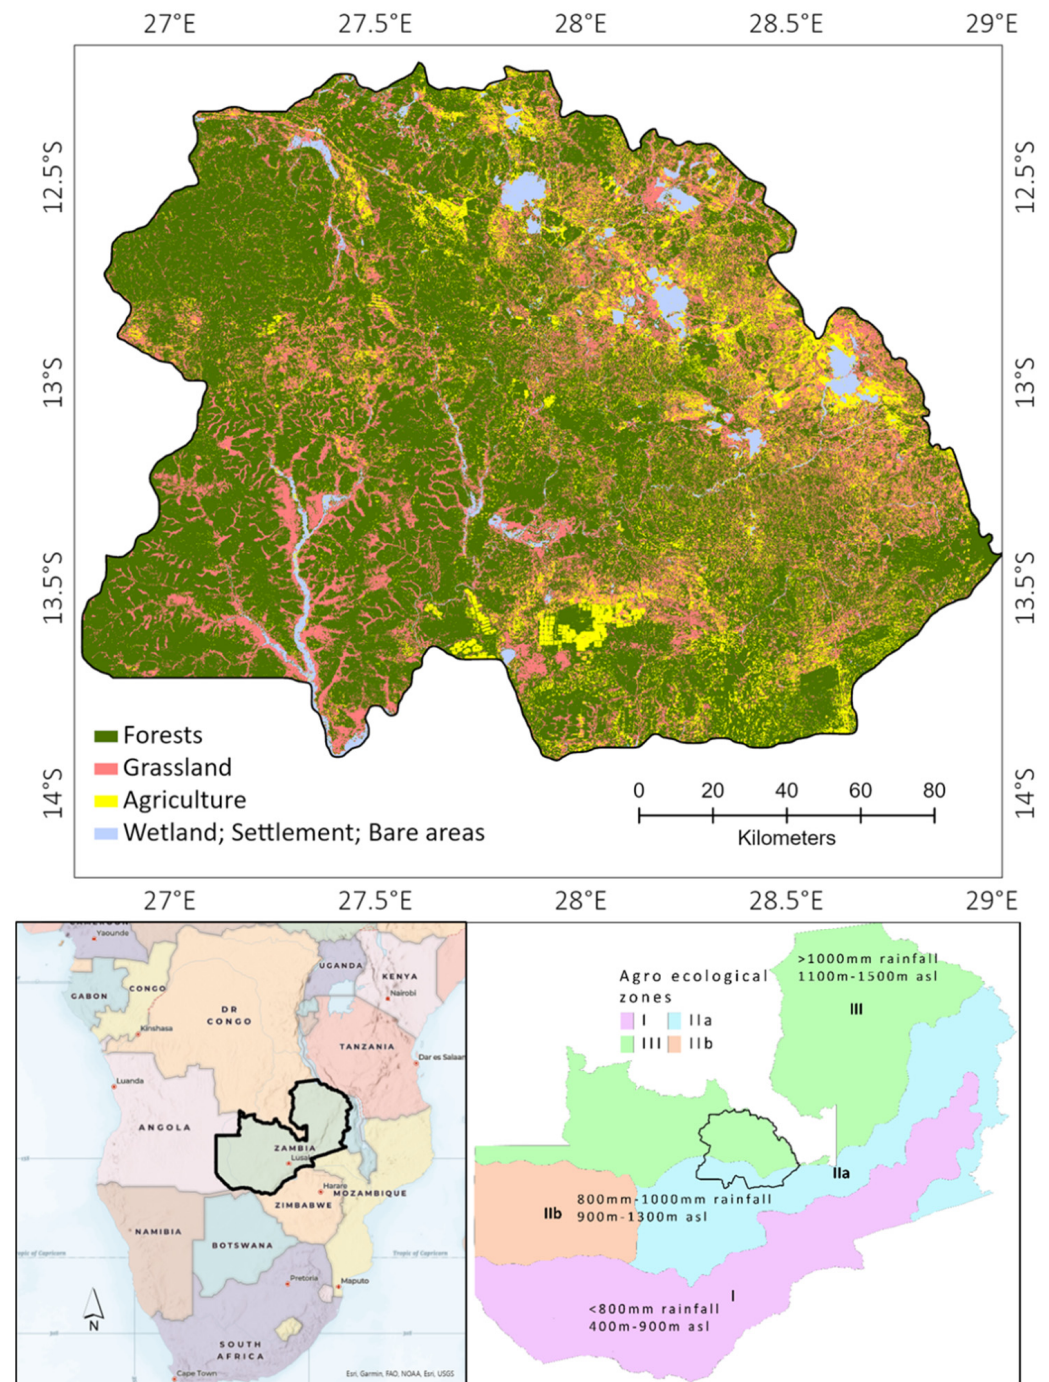 27°E 27.5°E 28°E 28.5°E 29°E
12.5°S 12.5°S
13°S 13°S
13.5°S 13.5°S
14°S 14°S
Forests
Grassland
Agriculture
Wetland; Settlement; Bare areas
0 20 40 60 80
Kilometers
27°E 27.5°E 28°E 28.5°E 29°E
Yaounde
GABON
CONGO
Kinshasa
DR
CONGO
UGANDA
KENYA
Nairobi
TANZANIA
Dar es Salaam
Luanda
ANGOLA
ZAMBIA
Lusaka
Harare
MOZAMBIQUE
ZIMBABWE
NAMIBIA
BOTSWANA
Tropic of Capricorn
Pretoria
Maputo
N
SOUTH
AFRICA
Cape Town
Esri, Garmin, FAO, NOAA, Esri, USGS
Agro ecological
zones
I IIa
III IIb
>1000mm rainfall
1100m-1500m asl
III
IIa
IIb
800mm-1000mm rainfall
900m-1300m asl
I
<800mm rainfall
400m-900m asl